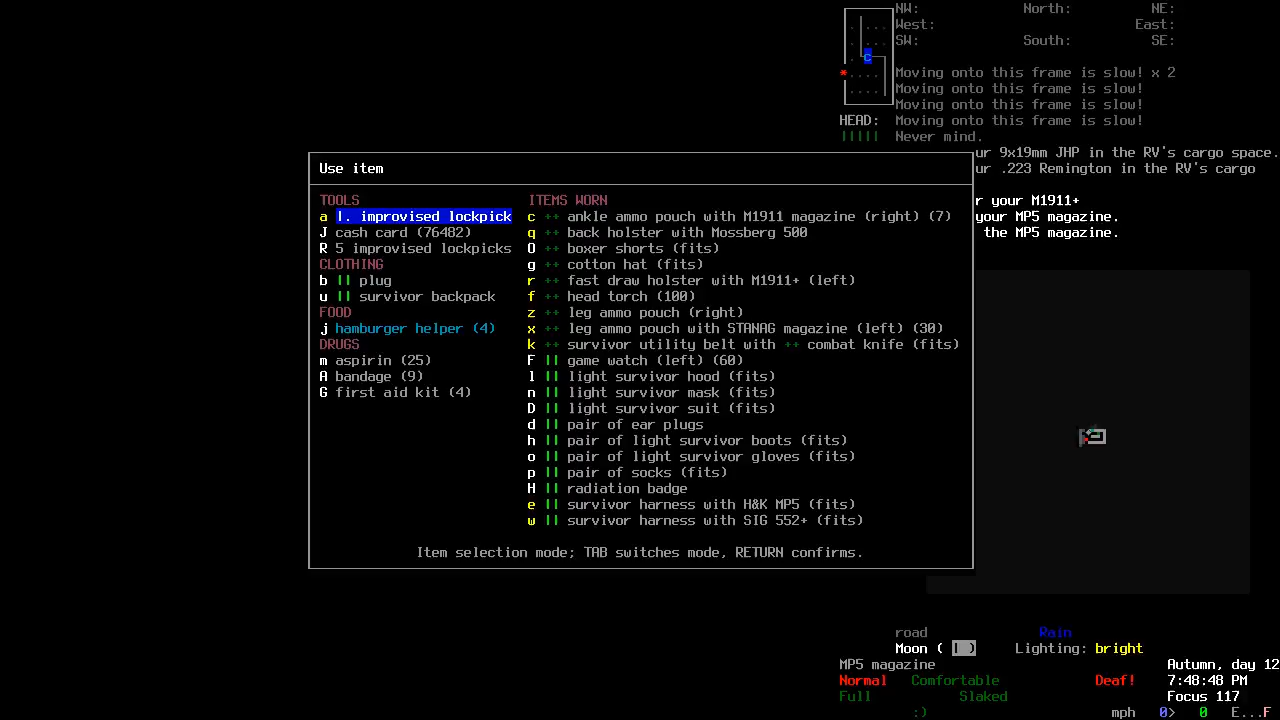 NW: North: NE:
West: East:
SW: South: SE:
Moving onto this frame is slow! x 2
Moving onto this frame is slow!
Moving onto this frame is slow!
HEAD: Moving onto this frame is slow!
||||| Never mind.
ur 9x19mm JHP in the RV's cargo space.
ur .223 Remington in the RV's cargo
r your M1911+
your MP5 magazine.
the MP5 magazine.
Use item
TOOLS
a |. improvised lockpick
J cash card (76482)
R 5 improvised lockpicks
CLOTHING
b || plug
u || survivor backpack
FOOD
j hamburger helper (4)
DRUGS
m aspirin (25)
A bandage (9)
G first aid kit (4)
ITEMS WORN
c ++ ankle ammo pouch with M1911 magazine (right) (7)
q ++ back holster with Mossberg 500
O ++ boxer shorts (fits)
g ++ cotton hat (fits)
r ++ fast draw holster with M1911+ (left)
f ++ head torch (100)
z ++ leg ammo pouch (right)
x ++ leg ammo pouch with STANAG magazine (left) (30)
k ++ survivor utility belt with ++ combat knife (fits)
F || game watch (left) (60)
l || light survivor hood (fits)
n || light survivor mask (fits)
D || light survivor suit (fits)
d || pair of ear plugs
h || pair of light survivor boots (fits)
o || pair of light survivor gloves (fits)
p || pair of socks (fits)
H || radiation badge
e || survivor harness with H&K MP5 (fits)
w || survivor harness with SIG 552+ (fits)
Item selection mode; TAB switches mode, RETURN confirms.
road Rain
Moon ( | ) Lighting: bright
MP5 magazine Autumn, day 12
Normal Comfortable Deaf! 7:48:48 PM
Full Slaked Focus 117
:) mph 0> 0 E...F